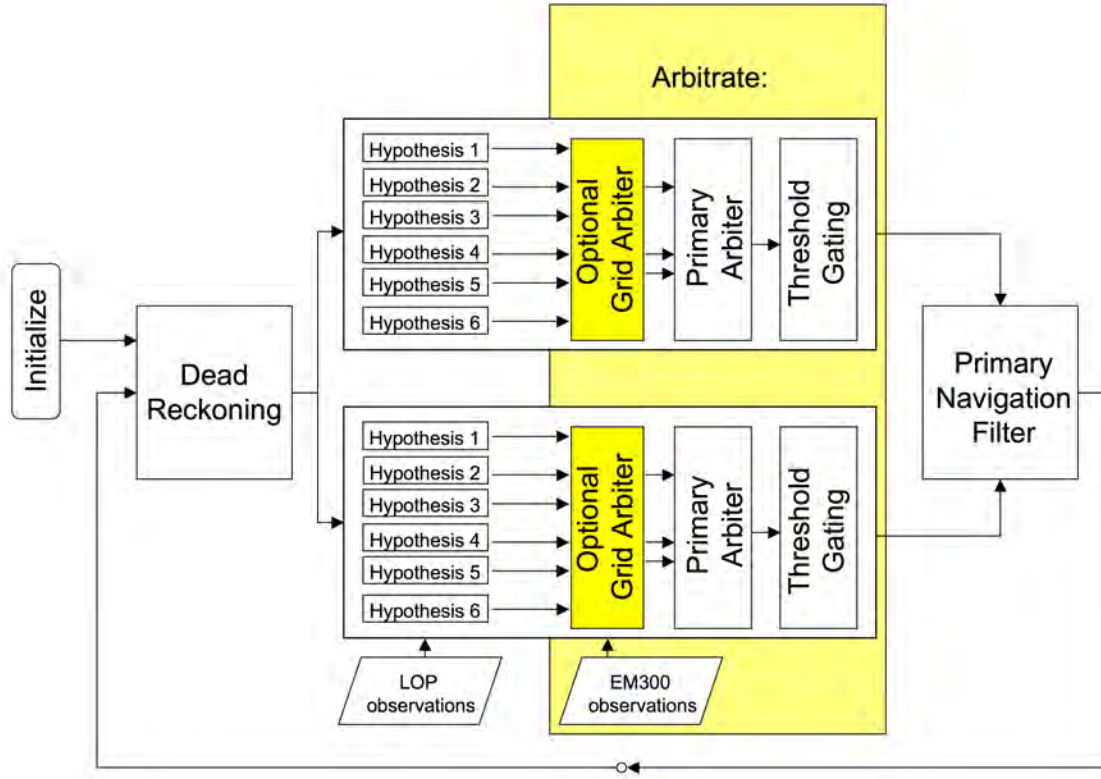 Arbitrate:
Hypothesis 1
Hypothesis 2
Hypothesis 3
Hypothesis 4
Hypothesis 5
Hypothesis 6
Optional
Grid Arbiter
Primary
Arbiter
Threshold
Gating
Initialize
Dead
Reckoning
Primary
Navigation
Filter
Hypothesis 1
Hypothesis 2
Hypothesis 3
Hypothesis 4
Hypothesis 5
Hypothesis 6
Optional
Grid Arbiter
Primary
Arbiter
Threshold
Gating
LOP
observations
EM300
observations